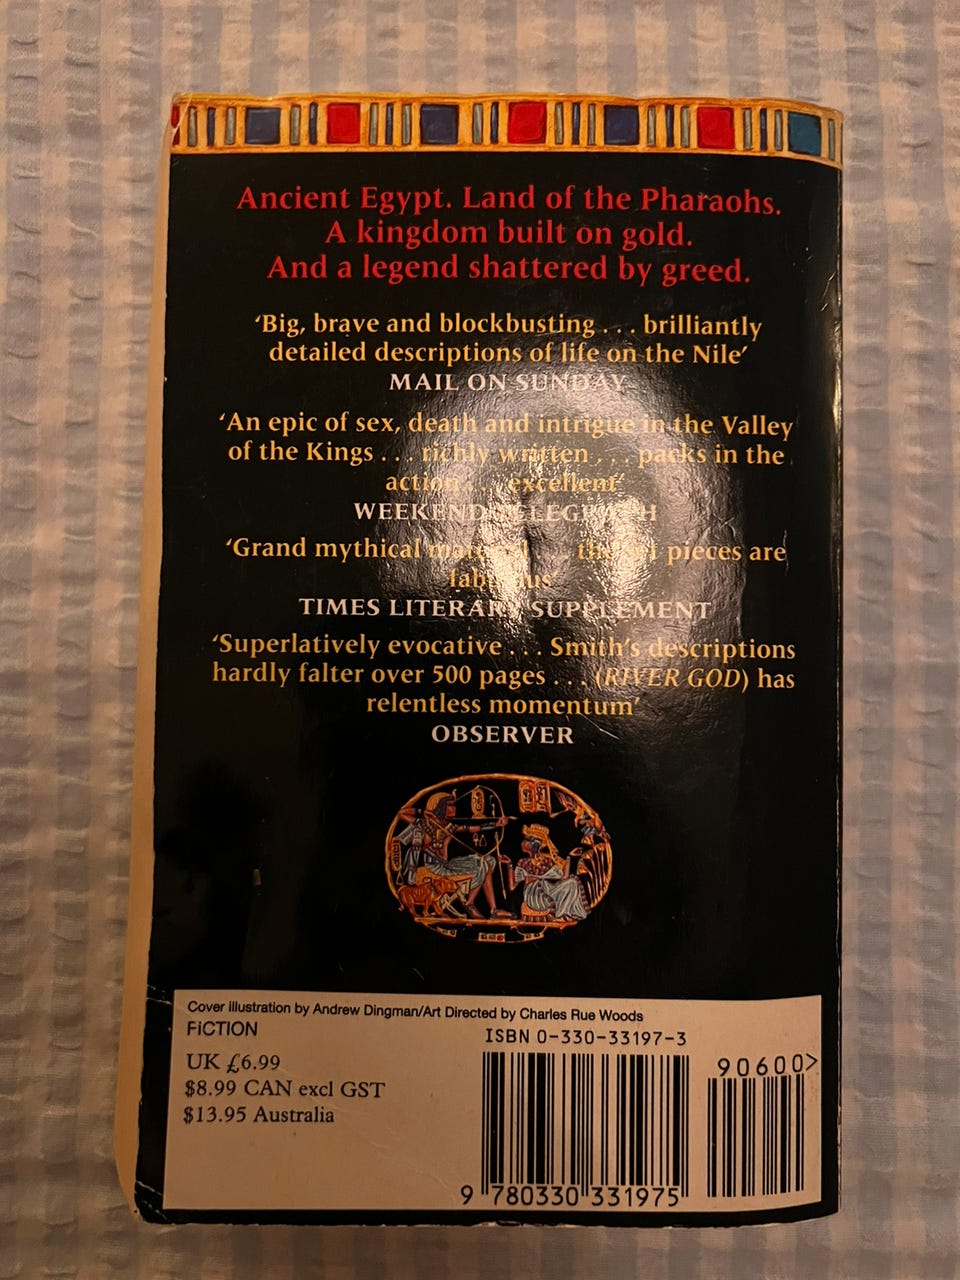 Ancient Egypt. Land of the Pharaohs.
A kingdom built on gold.
And a legend shattered by greed.
‘Big, brave and blockbusting . . . brilliantly
detailed descriptions of life on the Nile’
MAIL ON SUNDAY
‘An epic of sex, death and intrigue in the Valley
of the Kings . . . richly written . . . packs in the
action . . . excellent’
WEEKEND TELEGRAPH
‘Grand mythical . . . the set pieces are
fabulous’
TIMES LITERARY SUPPLEMENT
‘Superlatively evocative . . . Smith’s descriptions
hardly falter over 500 pages . . . (RIVER GOD) has
relentless momentum’
OBSERVER
Cover illustration by Andrew Dingman/Art Directed by Charles Rue Woods
FiCTION
UK £6.99
$8.99 CAN excl GST
$13.95 Australia
ISBN 0-330-33197-3
90600>
9 780330 331975